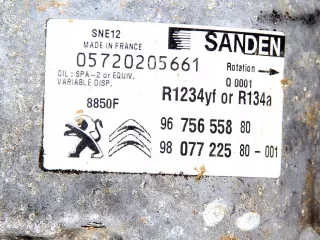 SNE12
SANDEN
MADE IN FRANCE
05720205661
Rotation
OIL: SPA-2 or EQUIV.
VARIABLE DISP.
Q 0001
8850F
R1234yf or R134a
96 756 558 80
98 077 225 80-001